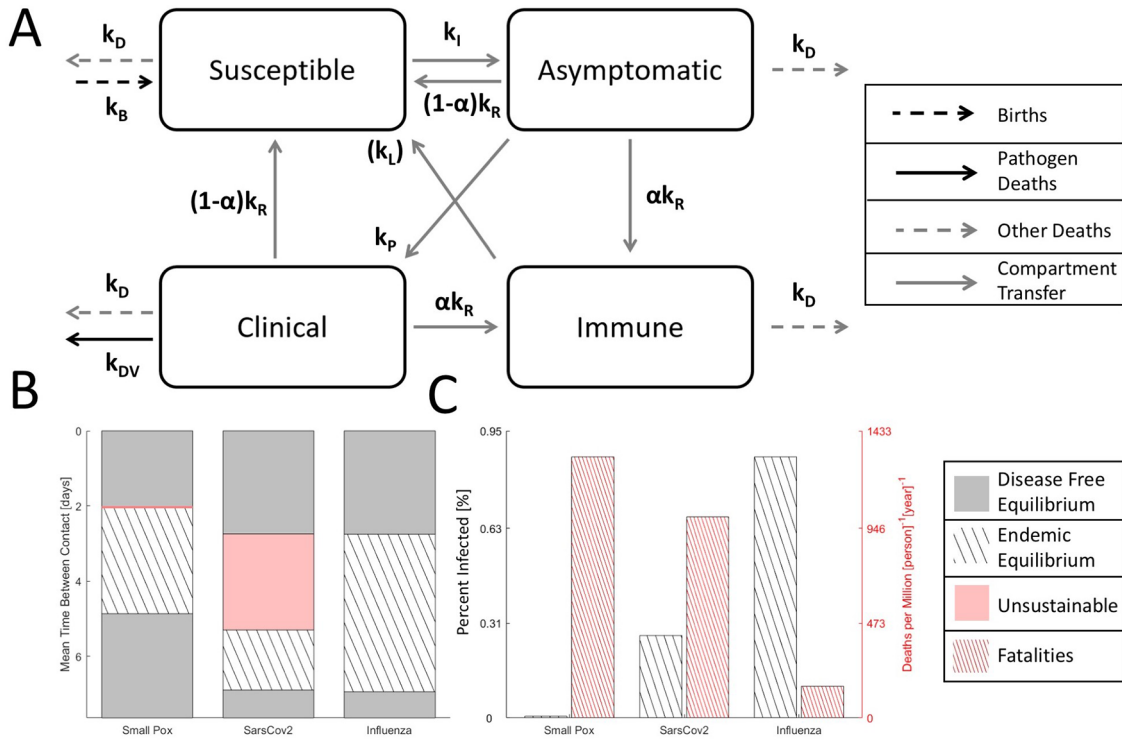 A
k_D
k_B
Susceptible
k_I
(1-α)k_R
Asymptomatic
k_D
Births
Pathogen
Deaths
Other Deaths
Compartment
Transfer
(1-α)k_R
(k_L)
k_P
αk_R
k_D
k_DV
Clinical
αk_R
Immune
k_D
B
Mean Time Between Contact [days]
0
2
4
6
Small Pox
SarsCov2
Influenza
C
Percent Infected [%]
0.95
0.63
0.31
0
Small Pox
SarsCov2
Influenza
1433
946
473
0
Deaths per Million [person]⁻¹[year]⁻¹
Disease Free
Equilibrium
Endemic
Equilibrium
Unsustainable
Fatalities